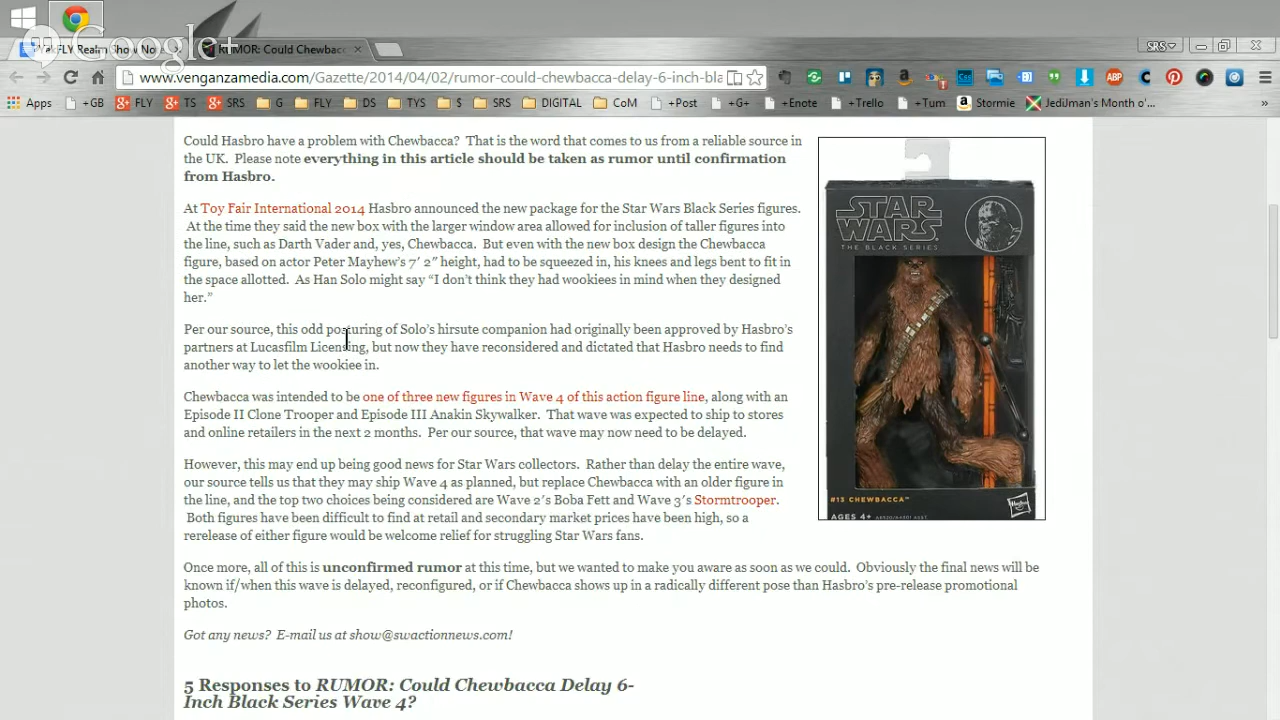 Google+
YakFLY Realm Show No
RUMOR: Could Chewbacc
SRS
www.venganzamedia.com/Gazette/2014/04/02/rumor-could-chewbacca-delay-6-inch-bla
Apps +GB FLY TS SRS G FLY DS TYS $ SRS DIGITAL CoM +Post +G+ +Enote +Trello +Tum Stormie JediJman's Month o'... »
Could Hasbro have a problem with Chewbacca? That is the word that comes to us from a reliable source in
the UK. Please note everything in this article should be taken as rumor until confirmation
from Hasbro.
At Toy Fair International 2014 Hasbro announced the new package for the Star Wars Black Series figures.
At the time they said the new box with the larger window area allowed for inclusion of taller figures into
the line, such as Darth Vader and, yes, Chewbacca. But even with the new box design the Chewbacca
figure, based on actor Peter Mayhew's 7′ 2″ height, had to be squeezed in, his knees and legs bent to fit in
the space allotted. As Han Solo might say “I don't think they had wookiees in mind when they designed
her.”
Per our source, this odd posturing of Solo's hirsute companion had originally been approved by Hasbro's
partners at Lucasfilm Licensing, but now they have reconsidered and dictated that Hasbro needs to find
another way to let the wookiee in.
Chewbacca was intended to be one of three new figures in Wave 4 of this action figure line, along with an
Episode II Clone Trooper and Episode III Anakin Skywalker. That wave was expected to ship to stores
and online retailers in the next 2 months. Per our source, that wave may now need to be delayed.
However, this may end up being good news for Star Wars collectors. Rather than delay the entire wave,
our source tells us that they may ship Wave 4 as planned, but replace Chewbacca with an older figure in
the line, and the top two choices being considered are Wave 2′s Boba Fett and Wave 3′s Stormtrooper.
Both figures have been difficult to find at retail and secondary market prices have been high, so a
rerelease of either figure would be welcome relief for struggling Star Wars fans.
Once more, all of this is unconfirmed rumor at this time, but we wanted to make you aware as soon as we could. Obviously the final news will be
known if/when this wave is delayed, reconfigured, or if Chewbacca shows up in a radically different pose than Hasbro's pre-release promotional
photos.
Got any news? E-mail us at show@swactionnews.com!
5 Responses to RUMOR: Could Chewbacca Delay 6-
Inch Black Series Wave 4?
STAR
WARS
THE BLACK SERIES
#13 CHEWBACCA™
AGES 4+
Hasbro